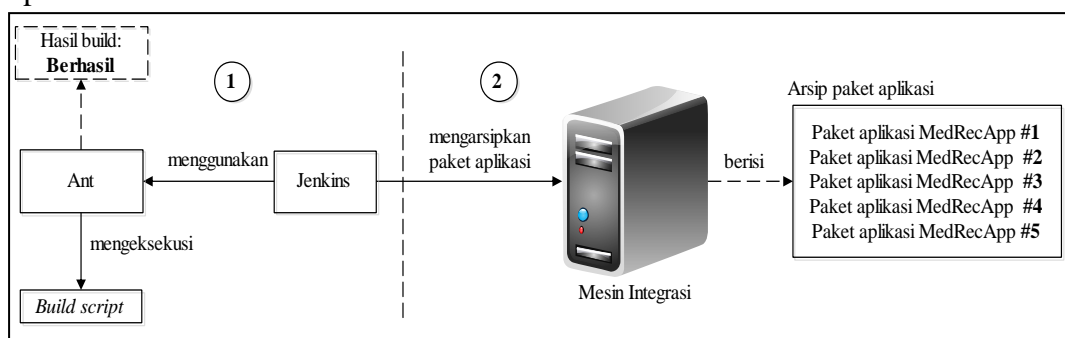 Hasil build:
Berhasil
1
2
menggunakan
Ant
Jenkins
mengeksekusi
Build script
mengarsipkan
paket aplikasi
Mesin Integrasi
berisi
Arsip paket aplikasi
Paket aplikasi MedRecApp #1
Paket aplikasi MedRecApp #2
Paket aplikasi MedRecApp #3
Paket aplikasi MedRecApp #4
Paket aplikasi MedRecApp #5